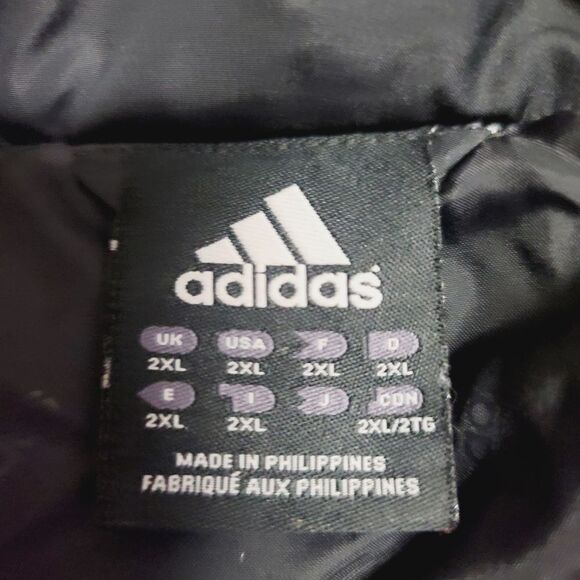 adidas
UK USA F D
2XL 2XL 2XL 2XL
E I J CDN
2XL 2XL 2XL/2TG
MADE IN PHILIPPINES
FABRIQUÉ AUX PHILIPPINES